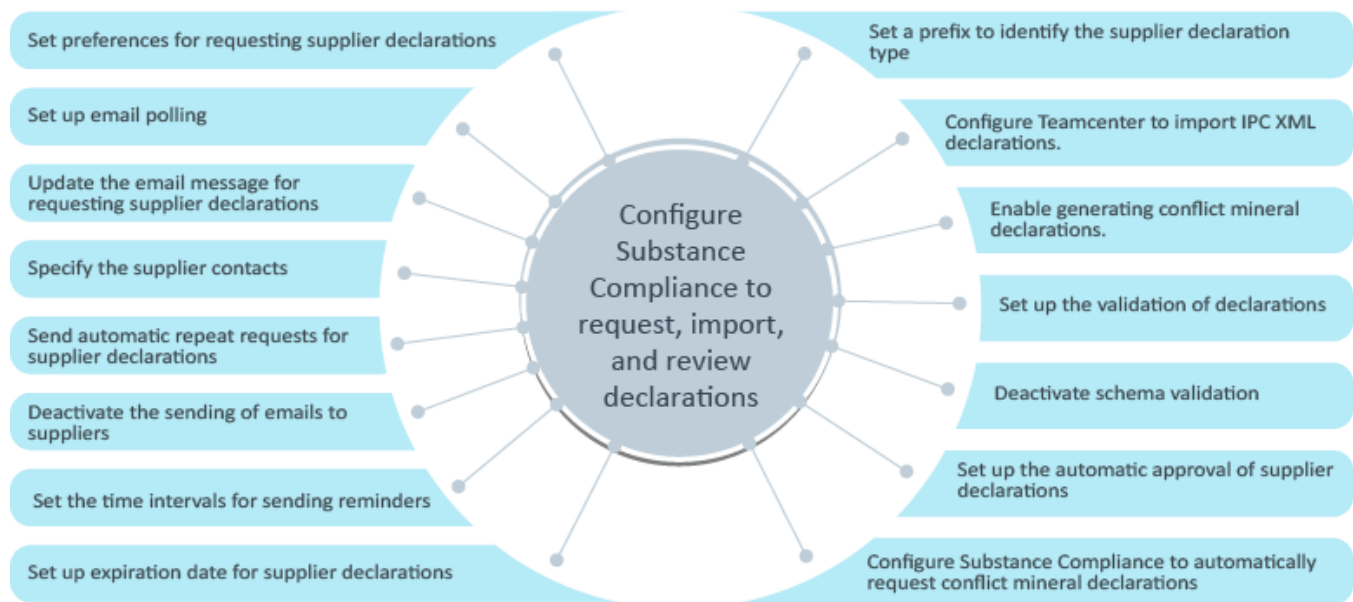 Set preferences for requesting supplier declarations
Set up email polling
Update the email message for
requesting supplier declarations
Specify the supplier contacts
Send automatic repeat requests for
supplier declarations
Deactivate the sending of emails to
suppliers
Set the time intervals for sending reminders
Set up expiration date for supplier declarations
Configure
Substance
Compliance to
request, import,
and review
declarations
Set a prefix to identify the supplier declaration
type
Configure Teamcenter to import IPC XML
declarations.
Enable generating conflict mineral
declarations.
Set up the validation of declarations
Deactivate schema validation
Set up the automatic approval of supplier
declarations
Configure Substance Compliance to automatically
request conflict mineral declarations